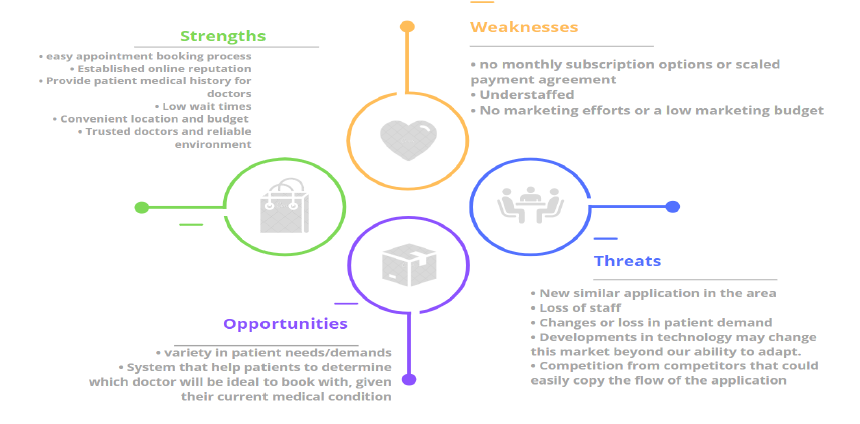 Strengths
• easy appointment booking process
• Established online reputation
• Provide patient medical history for
doctors
• Low wait times
• Convenient location and budget
• Trusted doctors and reliable
environment
Weaknesses
• no monthly subscription options or scaled
payment agreement
• Understaffed
• No marketing efforts or a low marketing budget
Opportunities
• variety in patient needs/demands
• System that help patients to determine
which doctor will be ideal to book with, given
their current medical condition
Threats
• New similar application in the area
• Loss of staff
• Changes or loss in patient demand
• Developments in technology may change
this market beyond our ability to adapt.
• Competition from competitors that could
easily copy the flow of the application